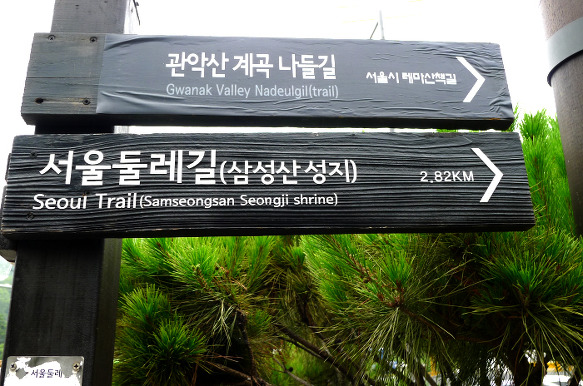 관악산 계곡 나들길 서울시 테마산책길
Gwanak Valley Nadeulgil(trail)
서울둘레길(삼성산 성지) 2.82KM
Seoul Trail(Samseongsan Seongji shrine)
서울둘레